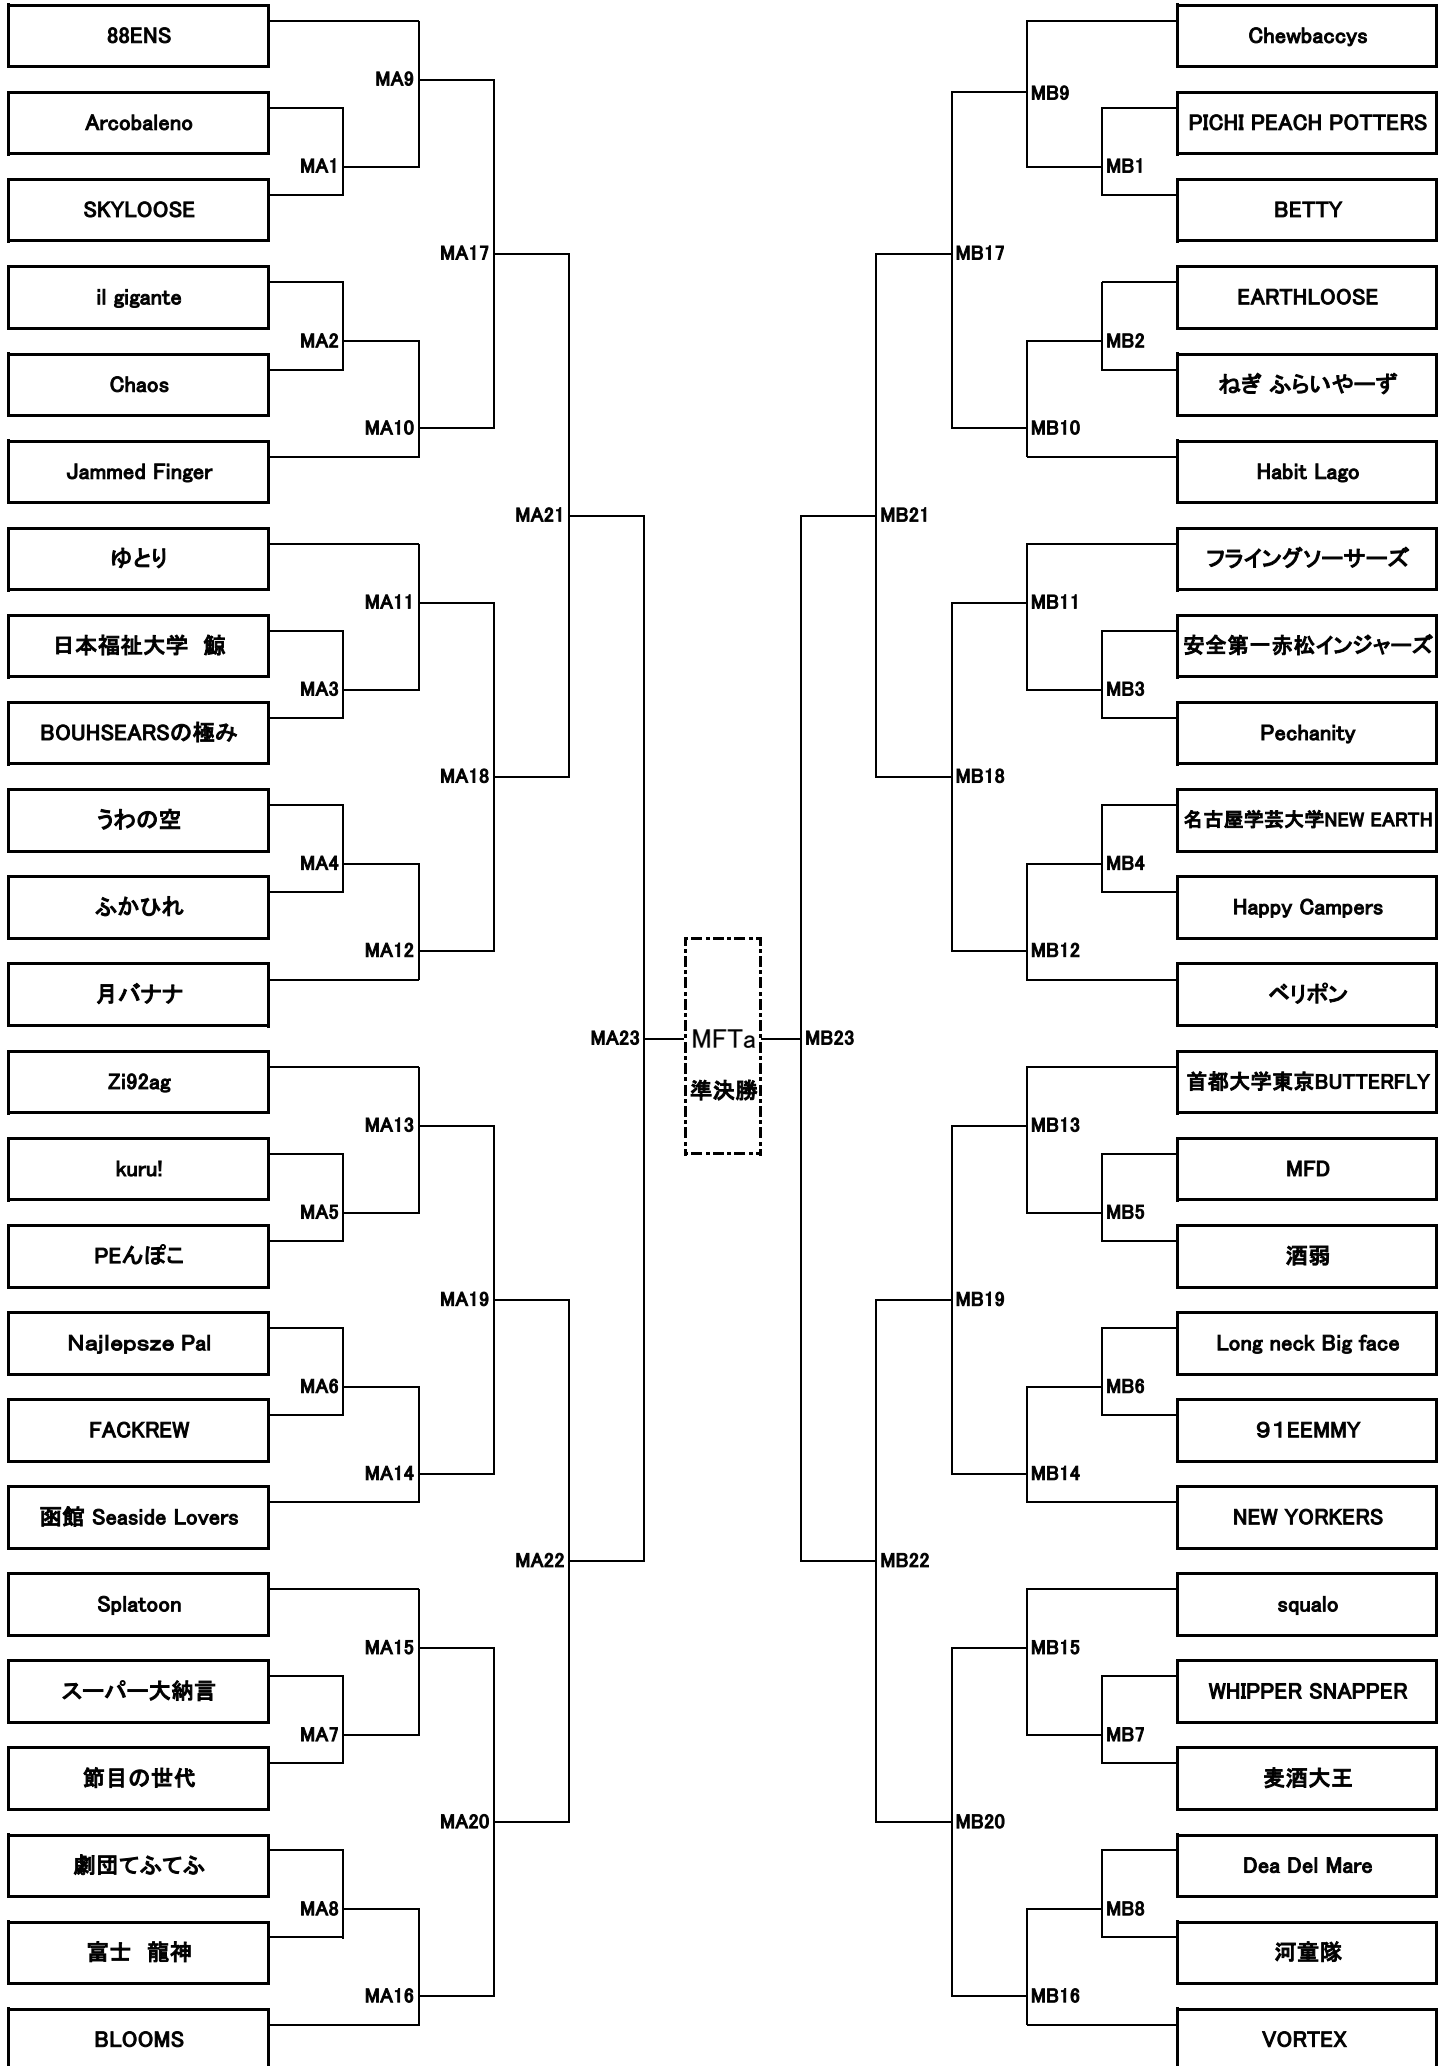 88ENS
Arcobaleno
SKYLOOSE
il gigante
Chaos
Jammed Finger
ゆとり
日本福祉大学　鯨
BOUHSEARSの極み
うわの空
ふかひれ
月バナナ
Zi92ag
kuru!
PEんぽこ
Najlepsze Pal
FACKREW
函館 Seaside Lovers
Splatoon
スーパー大納言
節目の世代
劇団てふてふ
富士　龍神
BLOOMS
MA1
MA2
MA3
MA4
MA5
MA6
MA7
MA8
MA9
MA10
MA11
MA12
MA13
MA14
MA15
MA16
MA17
MA18
MA19
MA20
MA21
MA22
MA23
MFTa
準決勝
MB23
MB21
MB22
MB17
MB18
MB19
MB20
MB9
MB10
MB11
MB12
MB13
MB14
MB15
MB16
MB1
MB2
MB3
MB4
MB5
MB6
MB7
MB8
Chewbaccys
PICHI PEACH POTTERS
BETTY
EARTHLOOSE
ねぎ ふらいやーず
Habit Lago
フライングソーサーズ
安全第一赤松インジャーズ
Pechanity
名古屋学芸大学NEW EARTH
Happy Campers
ベリポン
首都大学東京BUTTERFLY
MFD
酒弱
Long neck Big face
９１EEMMY
NEW YORKERS
squalo
WHIPPER SNAPPER
麦酒大王
Dea Del Mare
河童隊
VORTEX